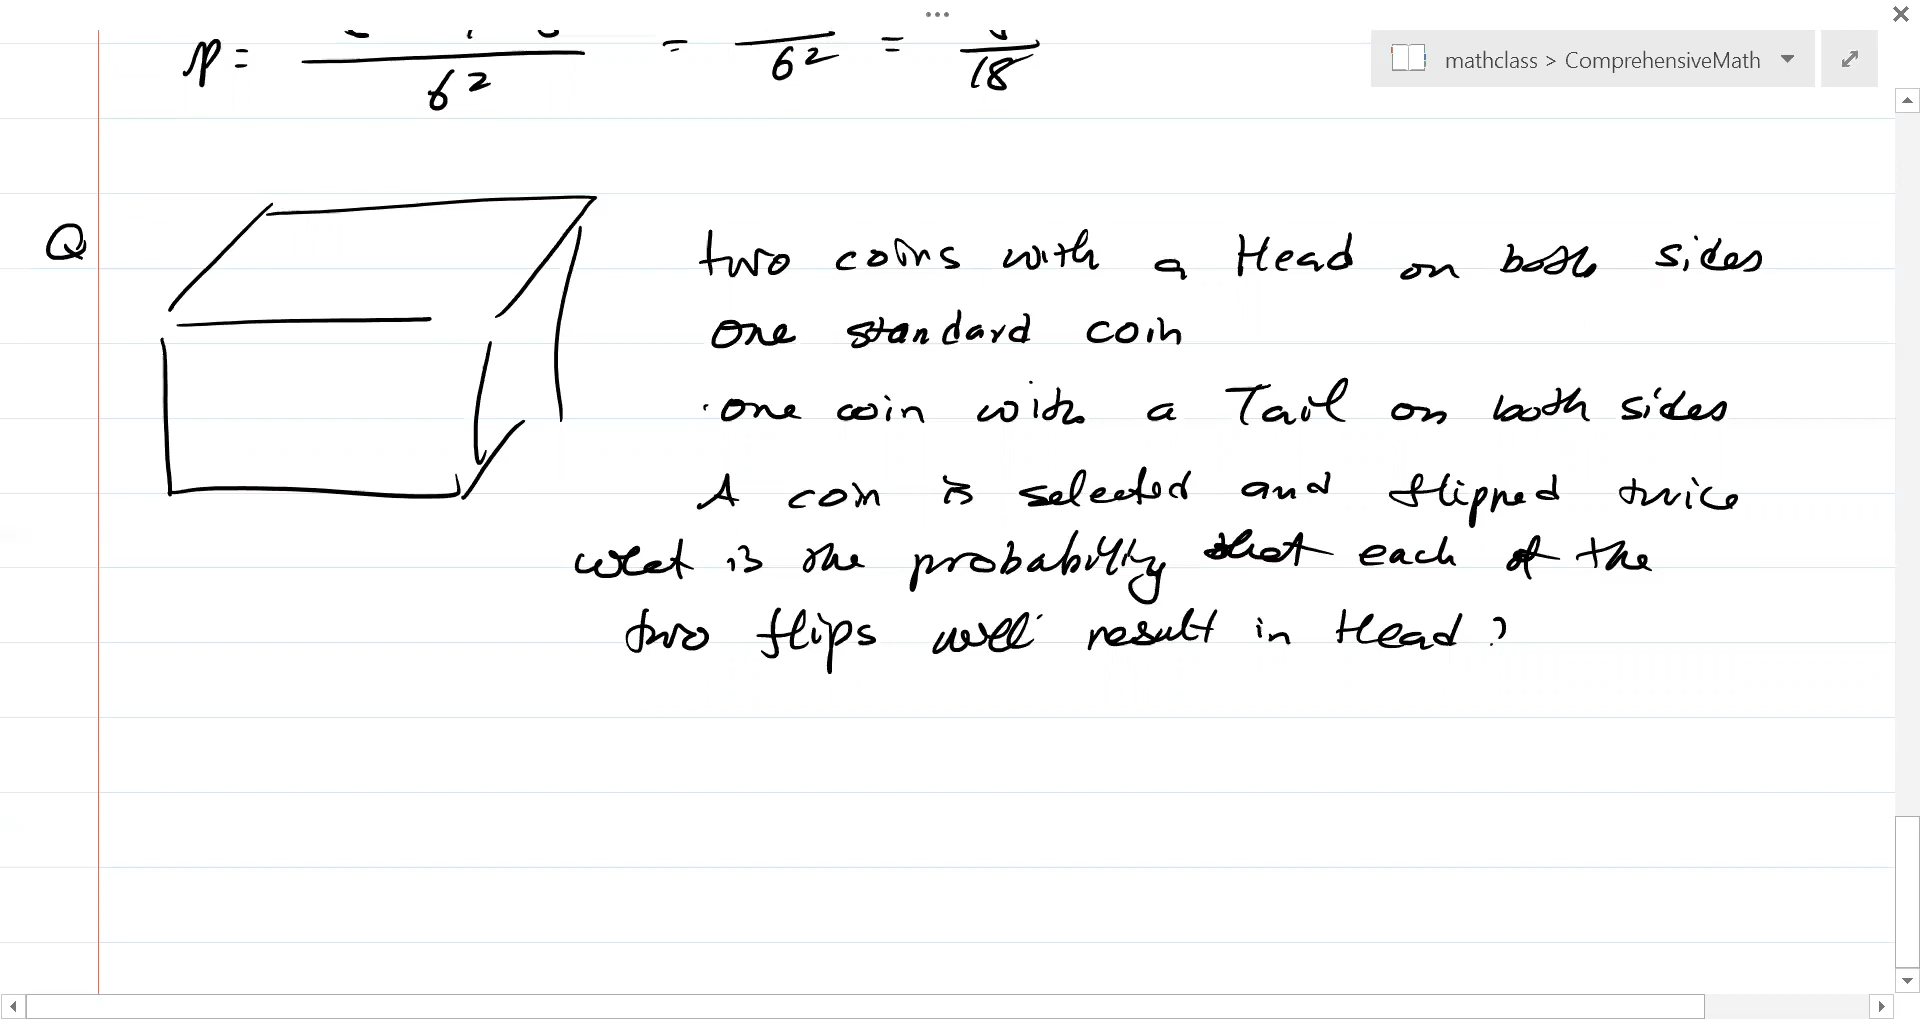 mathclass > ComprehensiveMath
p = / 6² = / 6² = / 18
Q
two coins with a Head on both sides
one standard coin
one coin with a Tail on both sides
A coin is selected and flipped twice
what is the probability that each of the
two flips will result in Head?